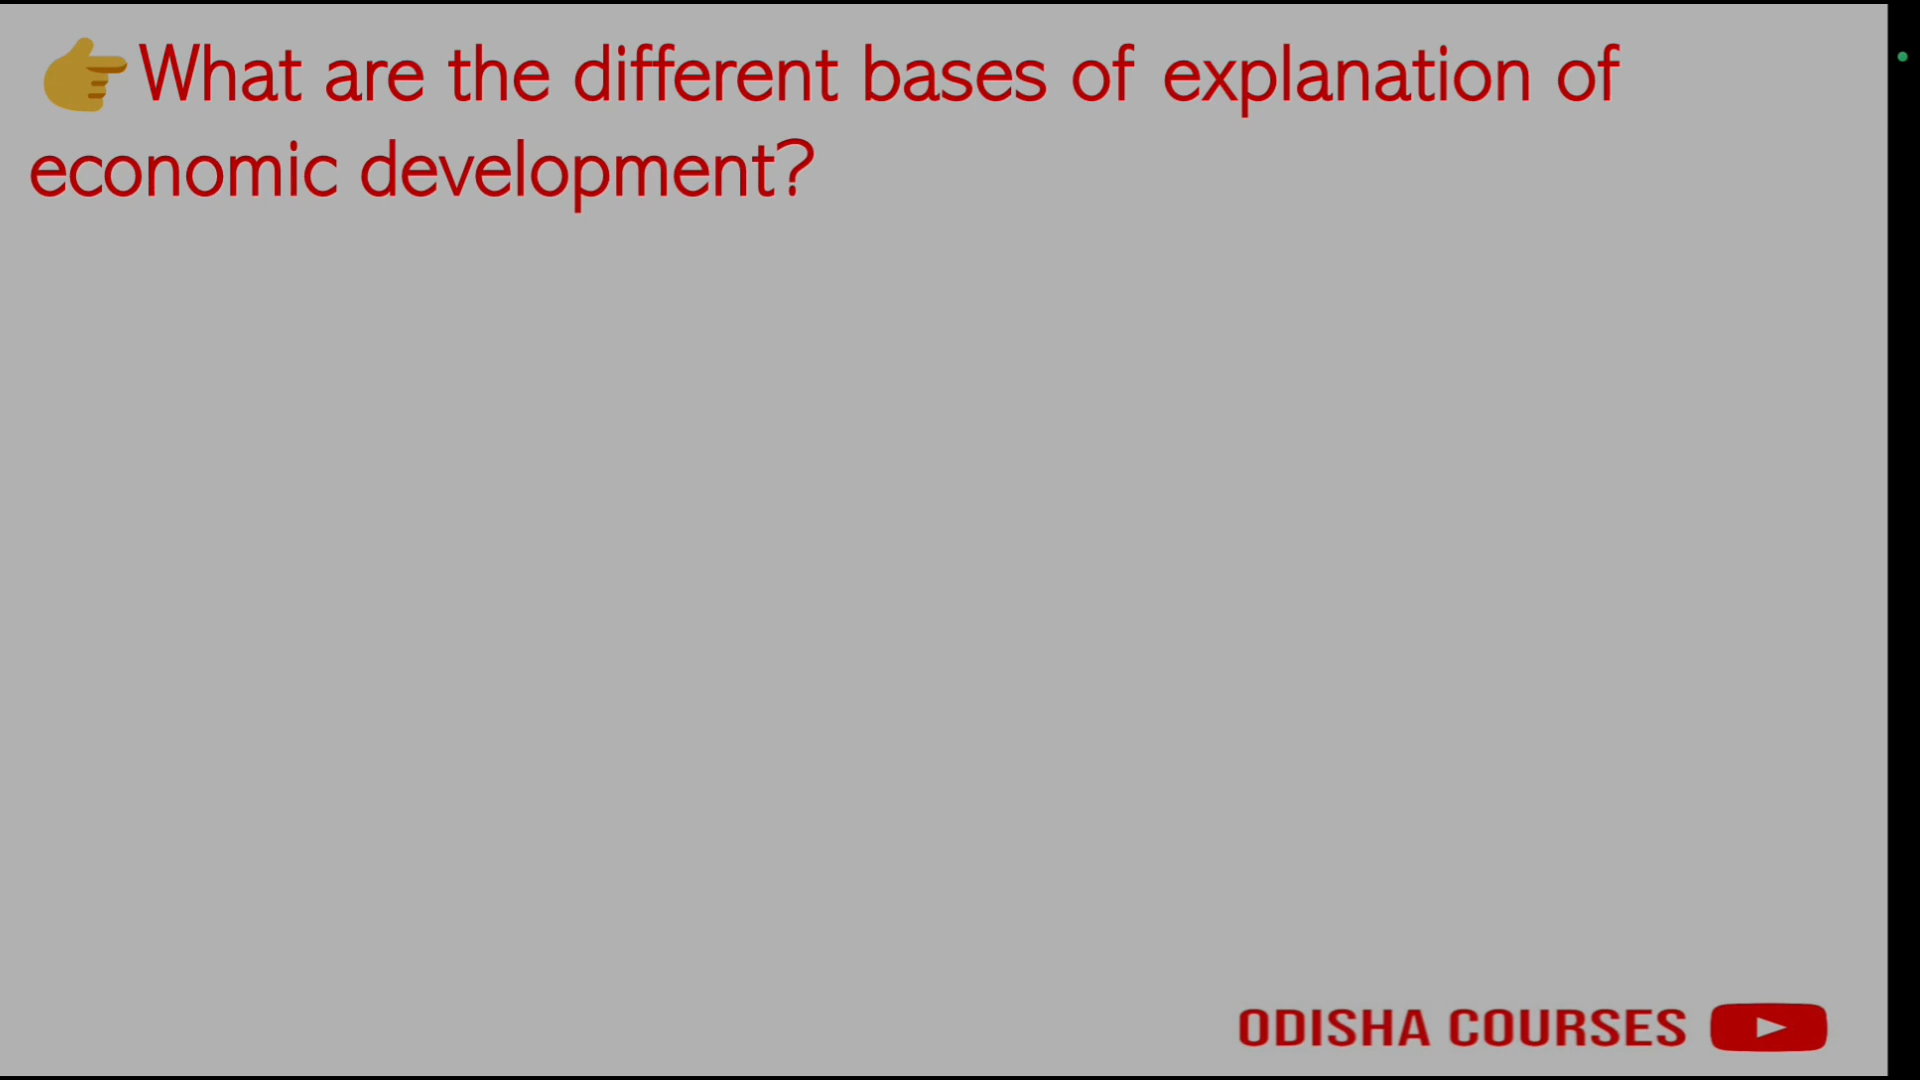 👉What are the different bases of explanation of
economic development?
ODISHA COURSES